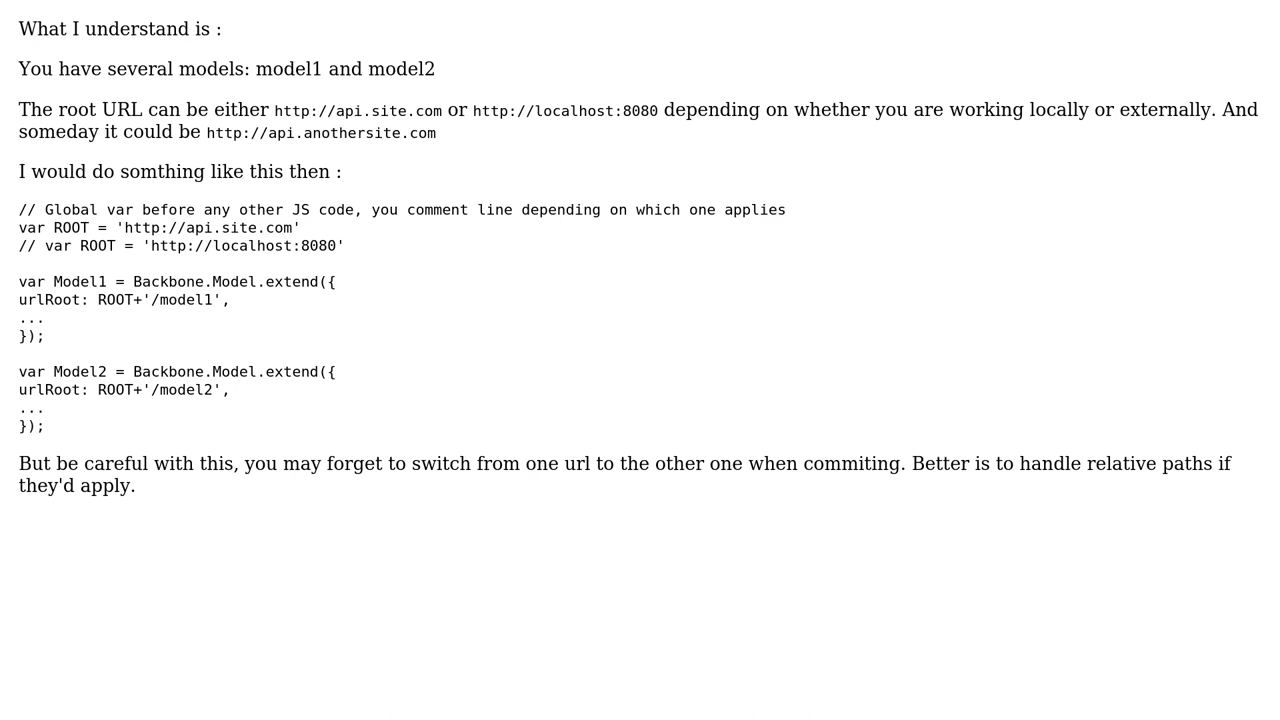 What I understand is :
You have several models: model1 and model2
The root URL can be either http://api.site.com or http://localhost:8080 depending on whether you are working locally or externally. And
someday it could be http://api.anothersite.com
I would do somthing like this then :
// Global var before any other JS code, you comment line depending on which one applies
var ROOT = 'http://api.site.com'
// var ROOT = 'http://localhost:8080'
var Model1 = Backbone.Model.extend({
urlRoot: ROOT+'/model1',
...
});
var Model2 = Backbone.Model.extend({
urlRoot: ROOT+'/model2',
...
});
But be careful with this, you may forget to switch from one url to the other one when commiting. Better is to handle relative paths if
they'd apply.